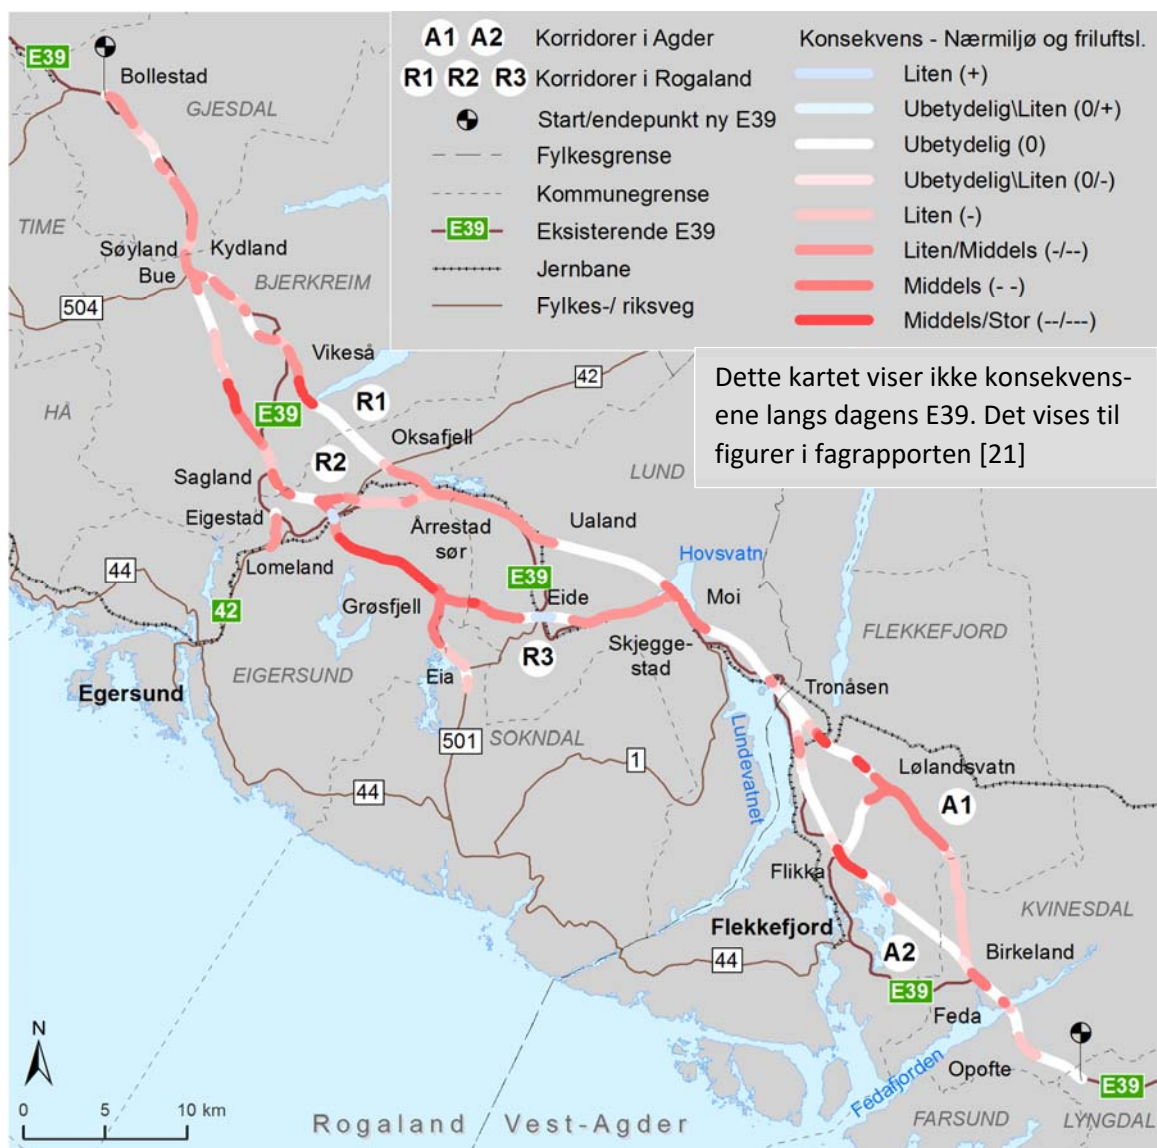 A1 A2 Korridorer i Agder
R1 R2 R3 Korridorer i Rogaland
Start/endepunkt ny E39
Fylkesgrense
Kommunegrense
E39 Eksisterende E39
Jernbane
Fylkes-/ riksveg
Konsekvens - Nærmiljø og friluftsl.
Liten (+)
Ubetydelig\Liten (0/+)
Ubetydelig (0)
Ubetydelig\Liten (0/-)
Liten (-)
Liten/Middels (-/--)
Middels (- -)
Middels/Stor (--/---)
Dette kartet viser ikke konsekvens-
ene langs dagens E39. Det vises til
figurer i fagrapporten [21]
E39
Bollestad
GJESDAL
TIME
Søyland
Kydland
Bue
BJERKREIM
504
Vikeså
HÅ
E39
R1
42
Oksafjell
R2
Sagland
LUND
Eigestad
Årrestad
sør
Ualand
Hovsvatn
44
Lomeland
E39
42
Grøsfjell
Eide
Moi
FLEKKEFJORD
R3
Skjegge-
stad
EIGERSUND
Eia
Egersund
Tronåsen
501
SOKNDAL
1
Lundevatnet
Lølandsvatn
44
A1
Flikka
KVINESDAL
Flekkefjord
Birkeland
44
A2
E39
Feda
Opofte
Fedafjorden
E39
N
0 5 10 km
Rogaland Vest-Agder
FARSUND
LYNGDAL